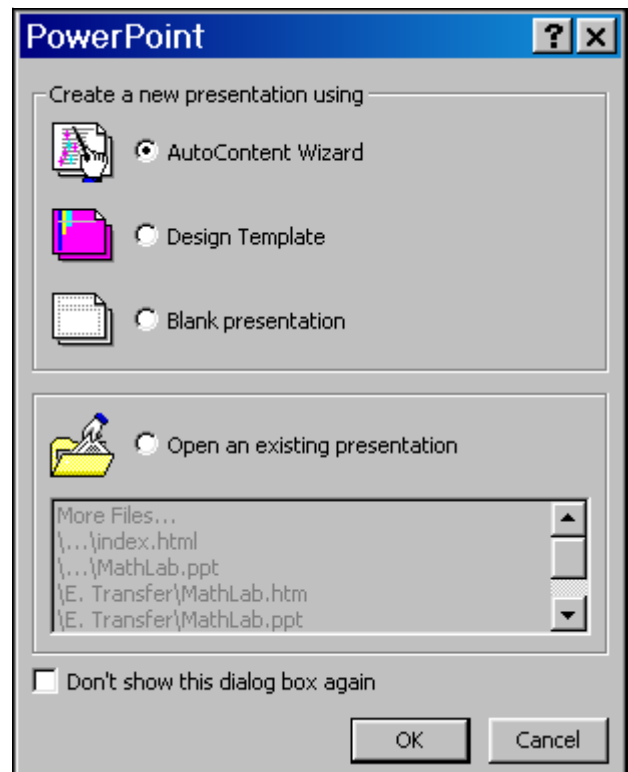 PowerPoint
Create a new presentation using
AutoContent Wizard
Design Template
Blank presentation
Open an existing presentation
More Files...
\...\index.html
\...\MathLab.ppt
\E. Transfer\MathLab.htm
\E. Transfer\MathLab.ppt
Don't show this dialog box again
OK Cancel